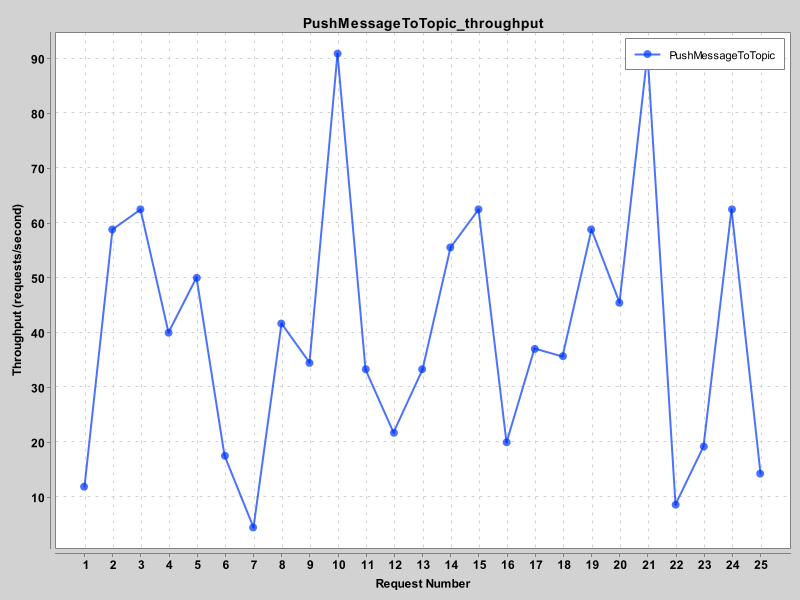 PushMessageToTopic_throughput
PushMessageToTopic
90
80
70
60
50
40
30
20
10
Throughput (requests/second)
1 2 3 4 5 6 7 8 9 10 11 12 13 14 15 16 17 18 19 20 21 22 23 24 25
Request Number